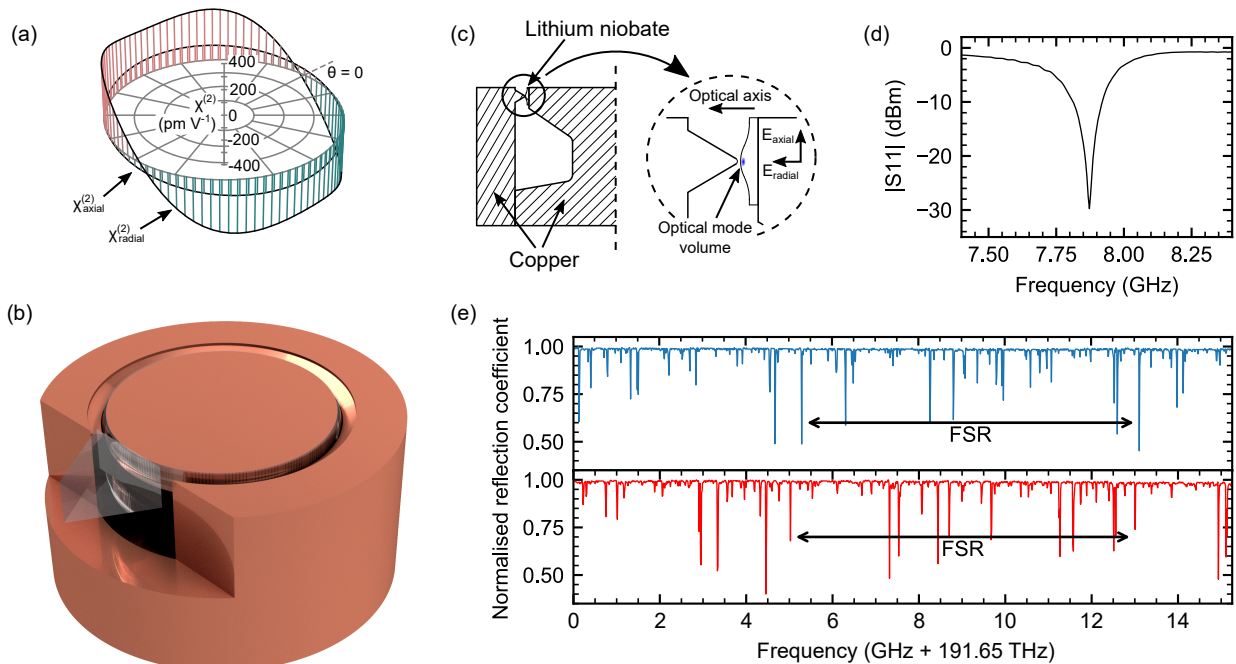 (a)
400
200
0
-200
-400
χ(2)
(pm V-1)
θ = 0
χ(2)axial
χ(2)radial
(b)
(c)
Lithium niobate
Optical axis
Eaxial
Eradial
Optical mode
volume
Copper
(d)
|S11| (dBm)
0
−10
−20
−30
7.50 7.75 8.00 8.25
Frequency (GHz)
(e)
Normalised reflection coefficient
1.00
0.75
0.50
FSR
1.00
0.75
0.50
FSR
0 2 4 6 8 10 12 14
Frequency (GHz + 191.65 THz)